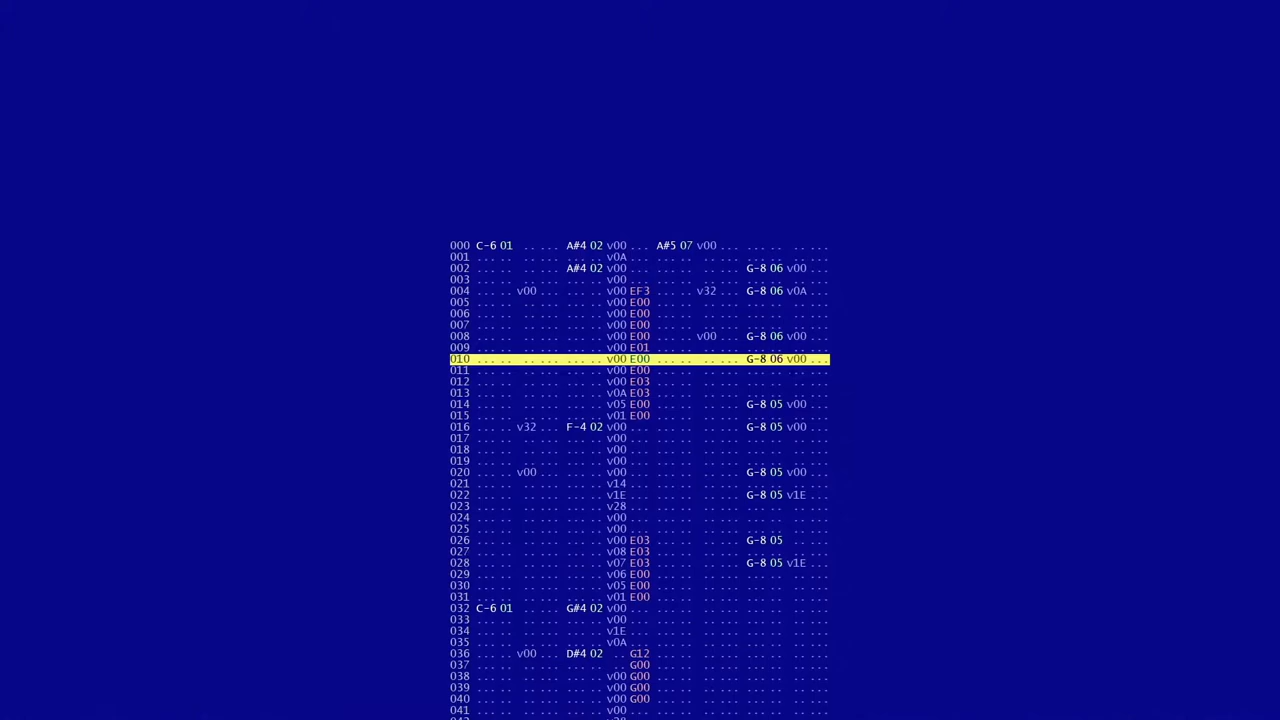 000 C-6 01 .. ... A#4 02 v00 ... A#5 07 v00 ... ... .. .. ...
001 ... .. .. ... ... .. v0A ... ... .. .. ... ... .. .. ...
002 ... .. .. ... A#4 02 v00 ... ... .. .. ... G-8 06 v00 ...
003 ... .. .. ... ... .. v00 ... ... .. .. ... ... .. .. ...
004 ... .. v00 ... ... .. v00 EF3 ... .. v32 ... G-8 06 v0A ...
005 ... .. .. ... ... .. v00 E00 ... .. .. ... ... .. .. ...
006 ... .. .. ... ... .. v00 E00 ... .. .. ... ... .. .. ...
007 ... .. .. ... ... .. v00 E00 ... .. .. ... ... .. .. ...
008 ... .. .. ... ... .. v00 E00 ... .. v00 ... G-8 06 v00 ...
009 ... .. .. ... ... .. v00 E01 ... .. .. ... ... .. .. ...
010 ... .. .. ... ... .. v00 E00 ... .. .. ... G-8 06 v00 ...
011 ... .. .. ... ... .. v00 E00 ... .. .. ... ... .. .. ...
012 ... .. .. ... ... .. v00 E03 ... .. .. ... ... .. .. ...
013 ... .. .. ... ... .. v0A E03 ... .. .. ... ... .. .. ...
014 ... .. .. ... ... .. v05 E00 ... .. .. ... G-8 05 v00 ...
015 ... .. .. ... ... .. v01 E00 ... .. .. ... ... .. .. ...
016 ... .. v32 ... F-4 02 v00 ... ... .. .. ... G-8 05 v00 ...
017 ... .. .. ... ... .. v00 ... ... .. .. ... ... .. .. ...
018 ... .. .. ... ... .. v00 ... ... .. .. ... ... .. .. ...
019 ... .. .. ... ... .. v00 ... ... .. .. ... ... .. .. ...
020 ... .. v00 ... ... .. v00 ... ... .. .. ... G-8 05 v00 ...
021 ... .. .. ... ... .. v14 ... ... .. .. ... ... .. .. ...
022 ... .. .. ... ... .. v1E ... ... .. .. ... G-8 05 v1E ...
023 ... .. .. ... ... .. v28 ... ... .. .. ... ... .. .. ...
024 ... .. .. ... ... .. v00 ... ... .. .. ... ... .. .. ...
025 ... .. .. ... ... .. v00 ... ... .. .. ... ... .. .. ...
026 ... .. .. ... ... .. v00 E03 ... .. .. ... G-8 05 .. ...
027 ... .. .. ... ... .. v08 E03 ... .. .. ... ... .. .. ...
028 ... .. .. ... ... .. v07 E03 ... .. .. ... G-8 05 v1E ...
029 ... .. .. ... ... .. v06 E00 ... .. .. ... ... .. .. ...
030 ... .. .. ... ... .. v05 E00 ... .. .. ... ... .. .. ...
031 ... .. .. ... ... .. v01 E00 ... .. .. ... ... .. .. ...
032 C-6 01 .. ... G#4 02 v00 ... ... .. .. ... ... .. .. ...
033 ... .. .. ... ... .. v00 ... ... .. .. ... ... .. .. ...
034 ... .. .. ... ... .. v1E ... ... .. .. ... ... .. .. ...
035 ... .. .. ... ... .. v0A ... ... .. .. ... ... .. .. ...
036 ... .. v00 ... D#4 02 .. G12 ... .. .. ... ... .. .. ...
037 ... .. .. ... ... .. .. G00 ... .. .. ... ... .. .. ...
038 ... .. .. ... ... .. v00 G00 ... .. .. ... ... .. .. ...
039 ... .. .. ... ... .. v00 G00 ... .. .. ... ... .. .. ...
040 ... .. .. ... ... .. v00 G00 ... .. .. ... ... .. .. ...
041 ... .. .. ... ... .. v00 ... ... .. .. ... ... .. .. ...